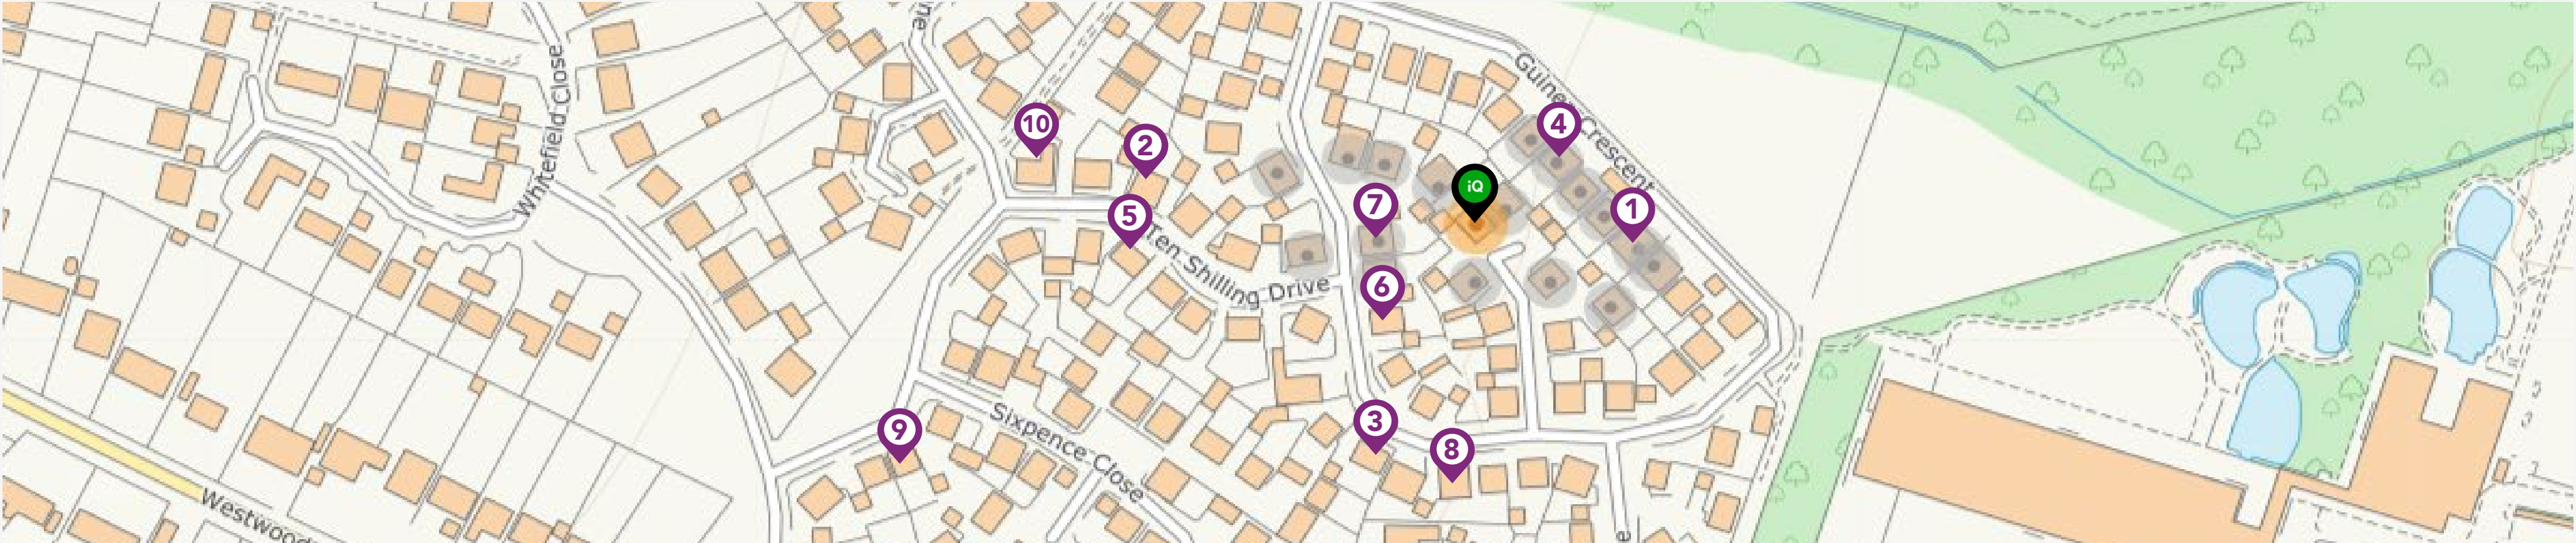 ne
Whitefield Close
Guinea Crescent
10
2
4
iQ
7
1
5
Ten Shilling Drive
6
3
9
8
Sixpence Close
Westwood
e